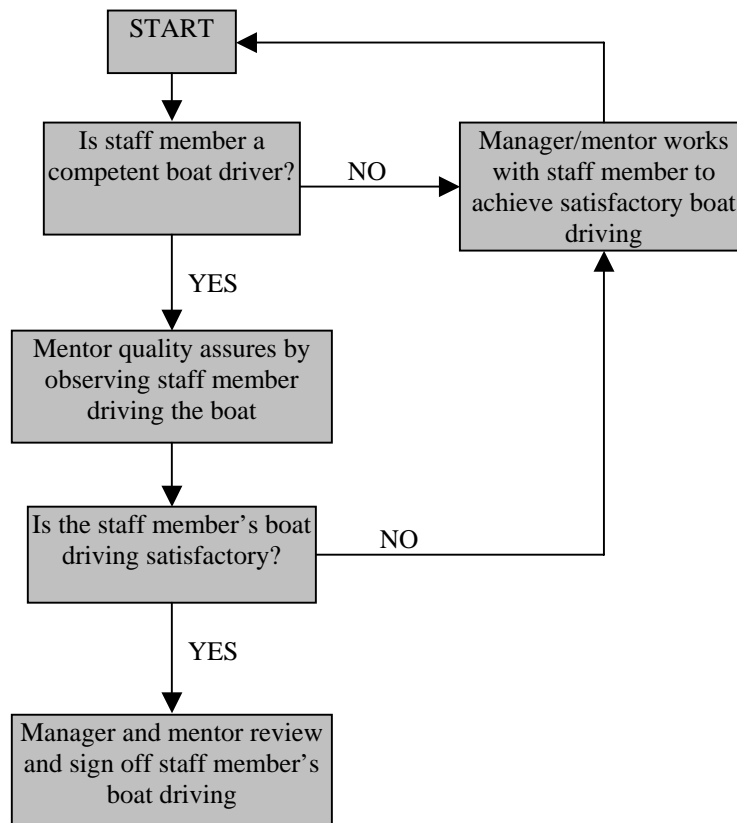 START
Is staff member a
competent boat driver?
NO
Manager/mentor works
with staff member to
achieve satisfactory boat
driving
YES
Mentor quality assures by
observing staff member
driving the boat
Is the staff member’s boat
driving satisfactory?
NO
YES
Manager and mentor review
and sign off staff member’s
boat driving